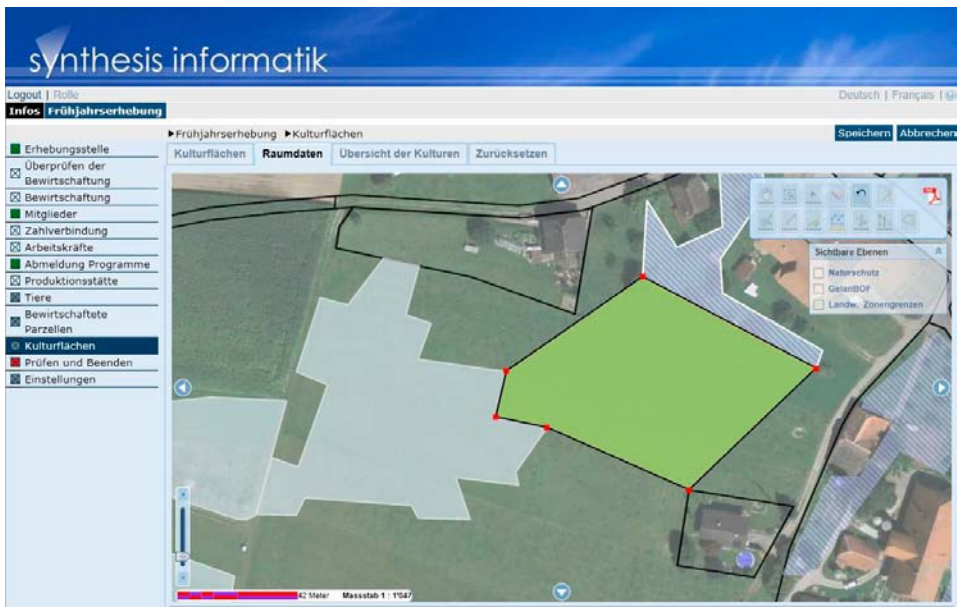 synthesis informatik
Logout | Rolle
Deutsch | Français |
Infos Frühjahrserhebung
▶Frühjahrserhebung ▶Kulturflächen
Speichern Abbrechen
Kulturflächen Raumdaten Übersicht der Kulturen Zurücksetzen
Erhebungsstelle
Überprüfen der
Bewirtschaftung
Bewirtschaftung
Mitglieder
Zahlverbindung
Arbeitskräfte
Abmeldung Programme
Produktionsstätte
Tiere
Bewirtschaftete
Parzellen
Kulturflächen
Prüfen und Beenden
Einstellungen
Sichtbare Ebenen
Naturschutz
GelanBOF
Landw. Zonengrenzen
42 Meter Massstab 1 : 1'047